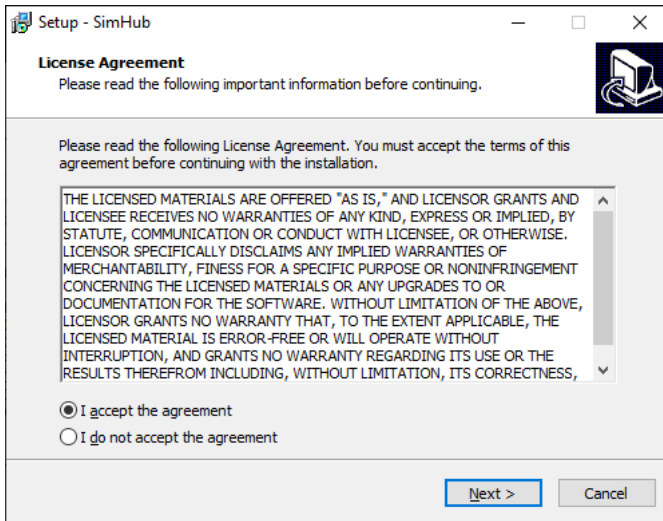 Setup - SimHub
License Agreement
Please read the following important information before continuing.
Please read the following License Agreement. You must accept the terms of this
agreement before continuing with the installation.
THE LICENSED MATERIALS ARE OFFERED "AS IS," AND LICENSOR GRANTS AND
LICENSEE RECEIVES NO WARRANTIES OF ANY KIND, EXPRESS OR IMPLIED, BY
STATUTE, COMMUNICATION OR CONDUCT WITH LICENSEE, OR OTHERWISE.
LICENSOR SPECIFICALLY DISCLAIMS ANY IMPLIED WARRANTIES OF
MERCHANTABILITY, FINESS FOR A SPECIFIC PURPOSE OR NONINFRINGEMENT
CONCERNING THE LICENSED MATERIALS OR ANY UPGRADES TO OR
DOCUMENTATION FOR THE SOFTWARE. WITHOUT LIMITATION OF THE ABOVE,
LICENSOR GRANTS NO WARRANTY THAT, TO THE EXTENT APPLICABLE, THE
LICENSED MATERIAL IS ERROR-FREE OR WILL OPERATE WITHOUT
INTERRUPTION, AND GRANTS NO WARRANTY REGARDING ITS USE OR THE
RESULTS THEREFROM INCLUDING, WITHOUT LIMITATION, ITS CORRECTNESS,
I accept the agreement
I do not accept the agreement
Next >
Cancel